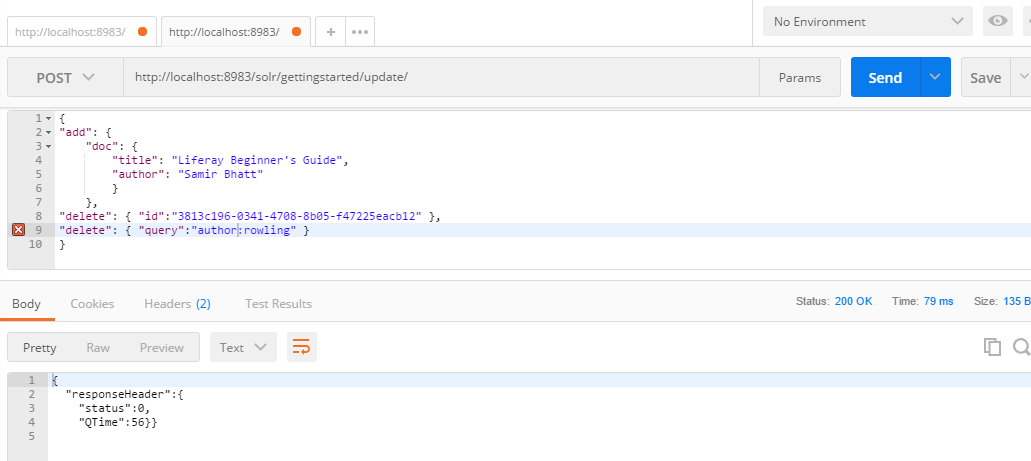 http://localhost:8983/ http://localhost:8983/ + ••• No Environment
POST http://localhost:8983/solr/gettingstarted/update/ Params Send Save
1 {
2 "add": {
3 "doc": {
4 "title": "Liferay Beginner's Guide",
5 "author": "Samir Bhatt"
6 }
7 },
8 "delete": { "id":"3813c196-0341-4708-8b05-f47225eacb12" },
9 "delete": { "query":"author:rowling" }
10 }
Body Cookies Headers (2) Test Results Status: 200 OK Time: 79 ms Size: 135 B
Pretty Raw Preview Text
1 {
2 "responseHeader":{
3 "status":0,
4 "QTime":56}}
5